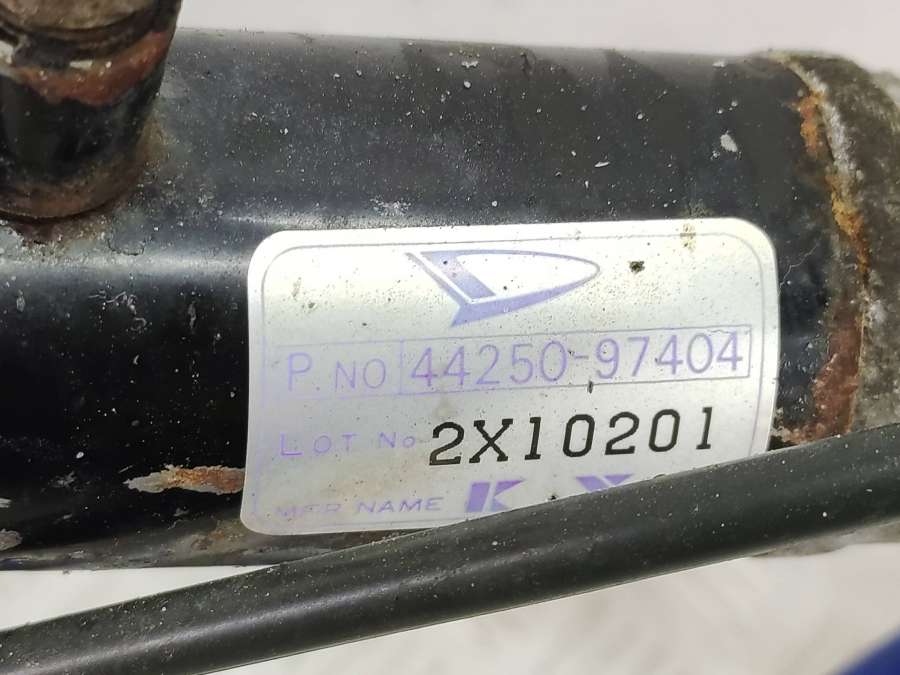 P. NO 44250-97404
LOT No 2X10201
MFR NAME K Y